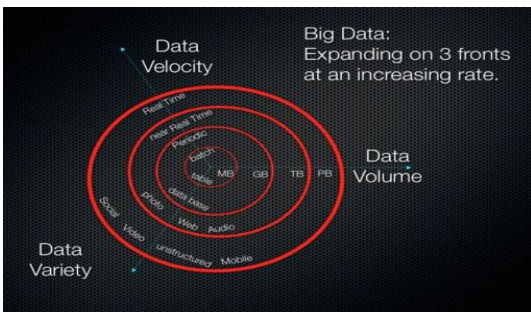 Big Data:
Expanding on 3 fronts
at an increasing rate.
Data
Velocity
Real Time
near Real Time
Periodic
batch
table
MB
GB
TB
PB
Data
Volume
data base
photo
Web
Audio
Social
Video
unstructured
Mobile
Data
Variety